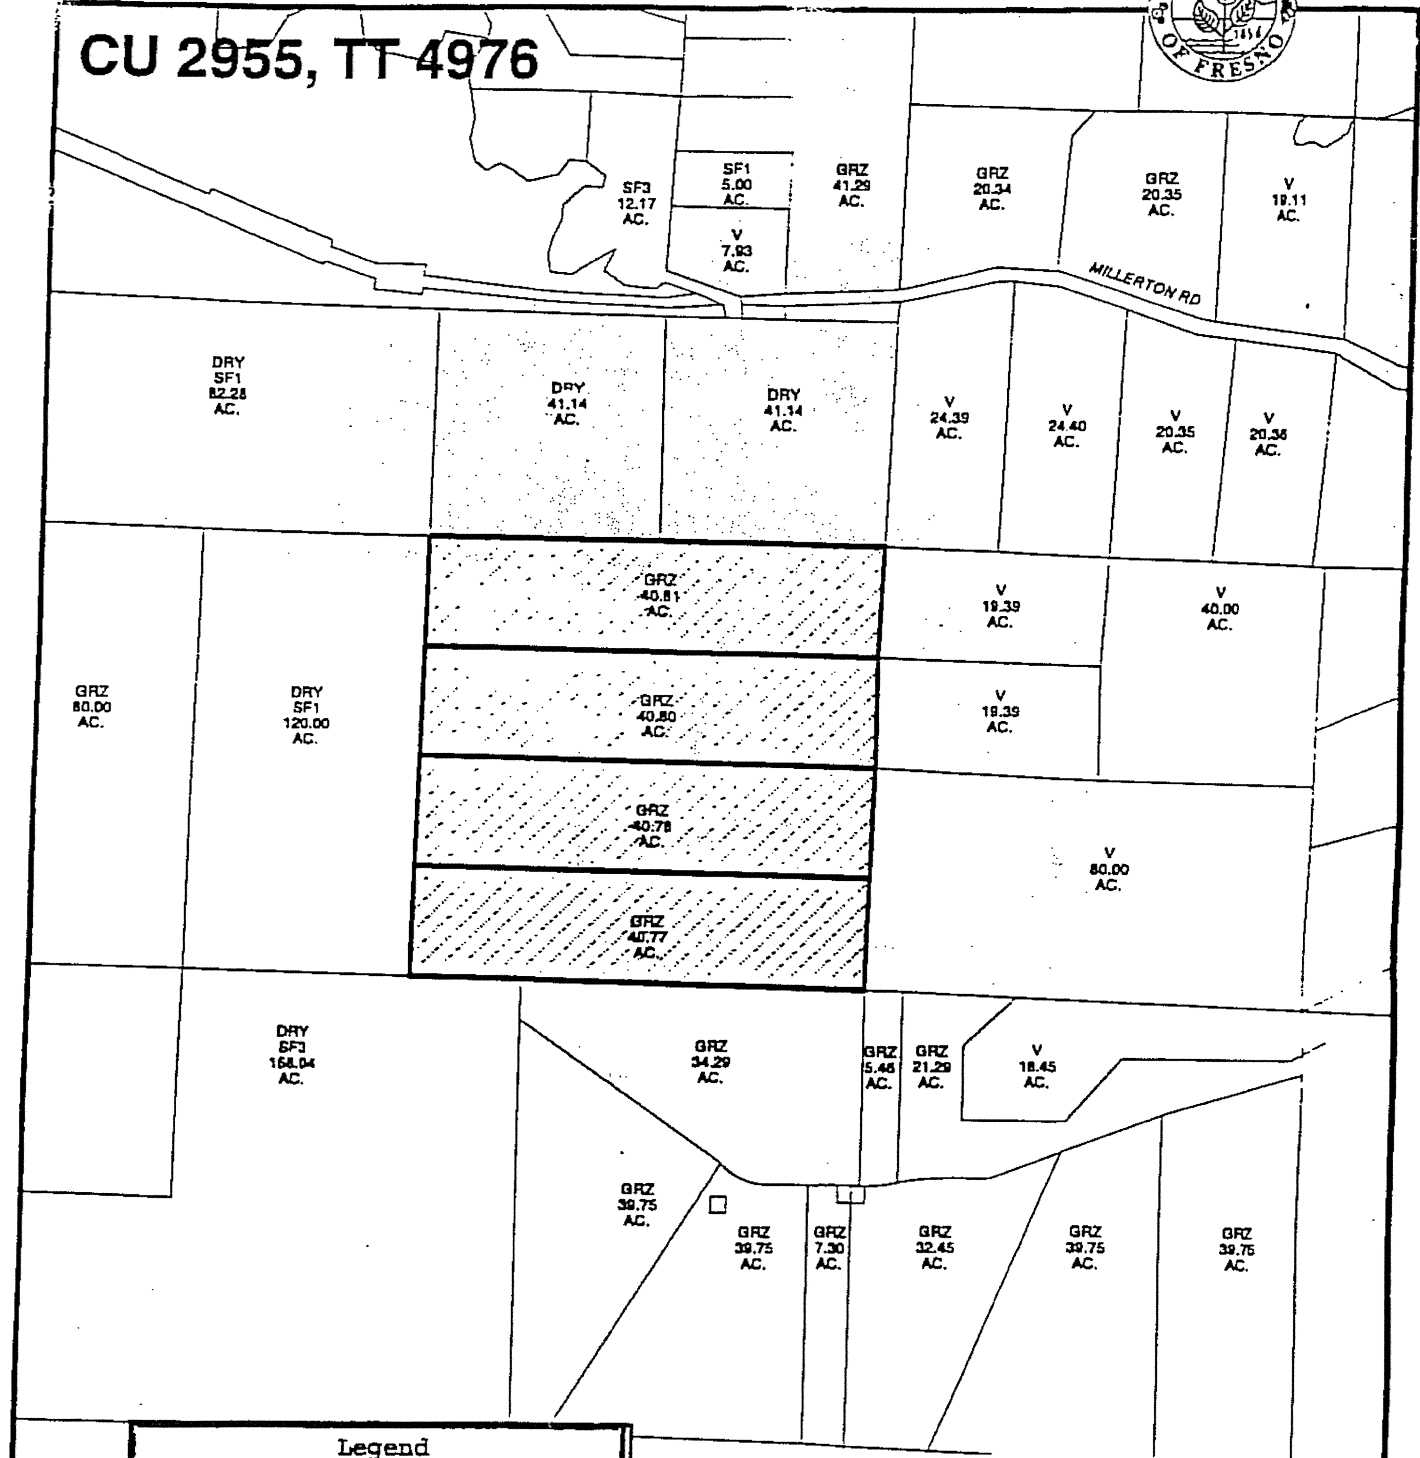 CU 2955, TT 4976
1856
OF FRESNO
SF3
12.17
AC.
SF1
5.00
AC.
GRZ
41.29
AC.
GRZ
20.34
AC.
GRZ
20.35
AC.
V
19.11
AC.
V
7.93
AC.
MILLERTON RD
DRY
SF1
82.28
AC.
DRY
41.14
AC.
DRY
41.14
AC.
V
24.39
AC.
V
24.40
AC.
V
20.35
AC.
V
20.36
AC.
GRZ
40.81
AC.
V
19.39
AC.
V
40.00
AC.
GRZ
80.00
AC.
DRY
SF1
120.00
AC.
GRZ
40.80
AC.
V
19.39
AC.
GRZ
40.78
AC.
V
80.00
AC.
GRZ
40.77
AC.
DRY
SF3
168.04
AC.
GRZ
34.29
AC.
GRZ
5.46
AC.
GRZ
21.29
AC.
V
18.45
AC.
GRZ
39.75
AC.
GRZ
39.75
AC.
GRZ
7.30
AC.
GRZ
32.45
AC.
GRZ
39.75
AC.
GRZ
39.75
AC.
Legend